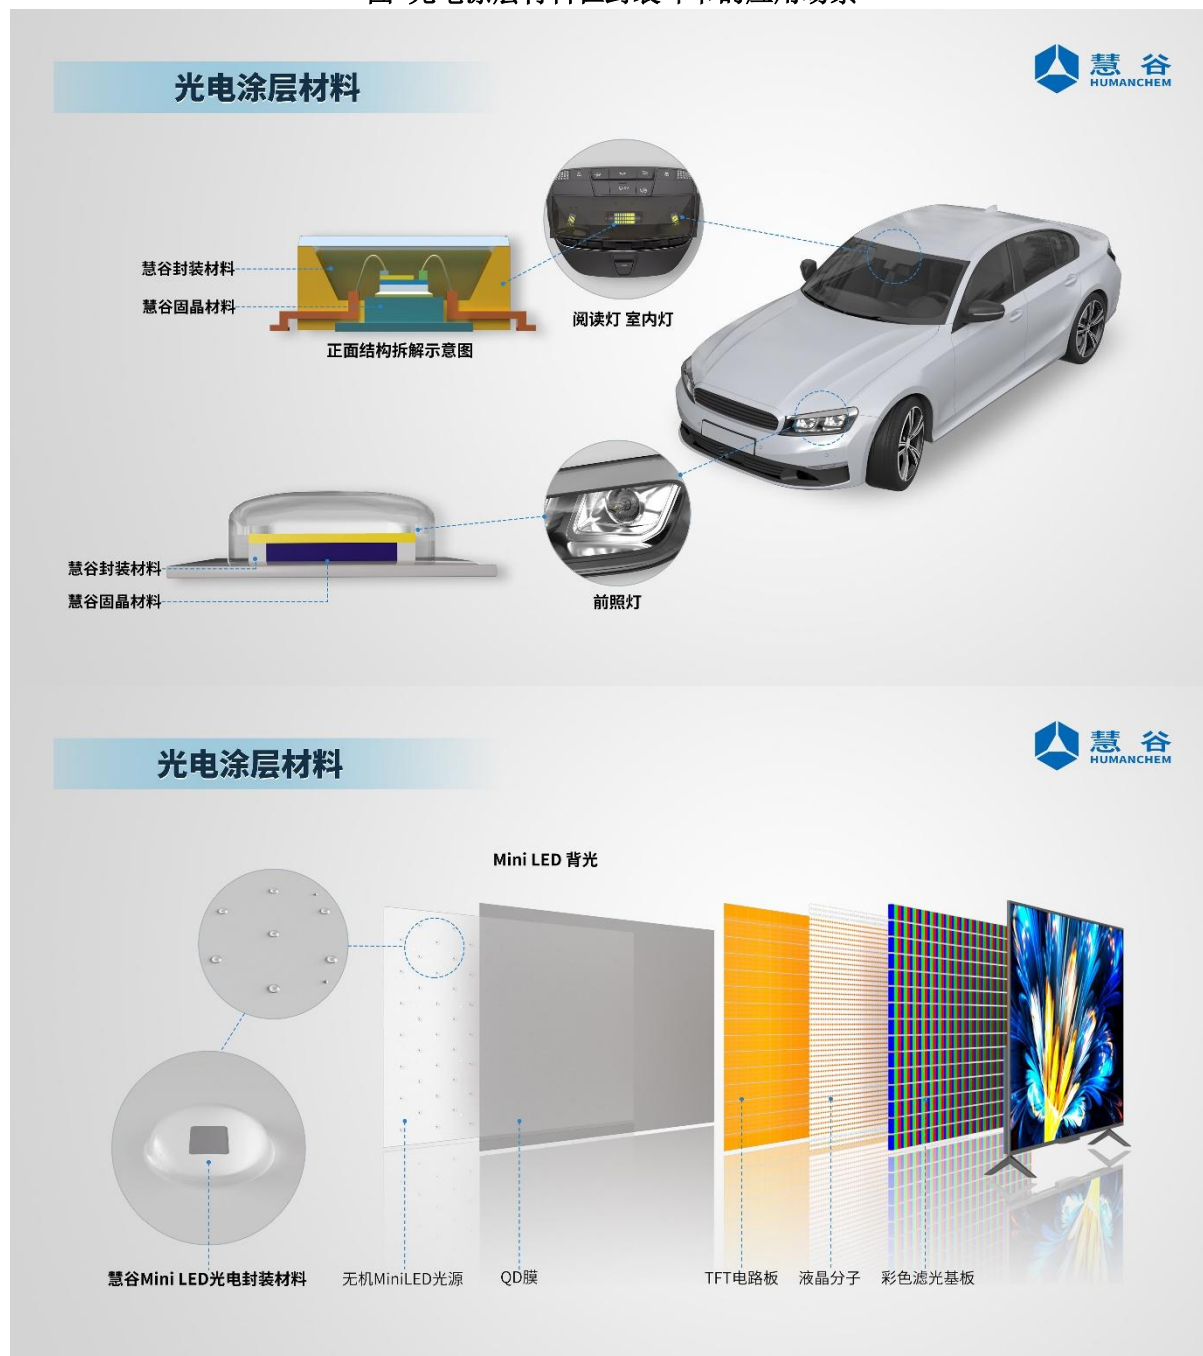 光电涂层材料
慧谷
HUMANCHEM
慧谷封装材料
慧谷固晶材料
正面结构拆解示意图
阅读灯 室内灯
慧谷封装材料
慧谷固晶材料
前照灯
光电涂层材料
慧谷
HUMANCHEM
Mini LED 背光
慧谷Mini LED光电封装材料
无机MiniLED光源
QD膜
TFT电路板
液晶分子
彩色滤光基板